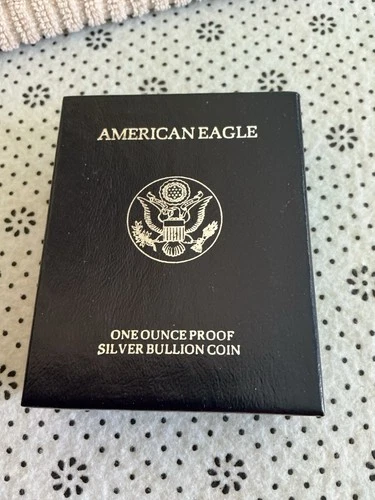 AMERICAN EAGLE
ONE OUNCE PROOF
SILVER BULLION COIN